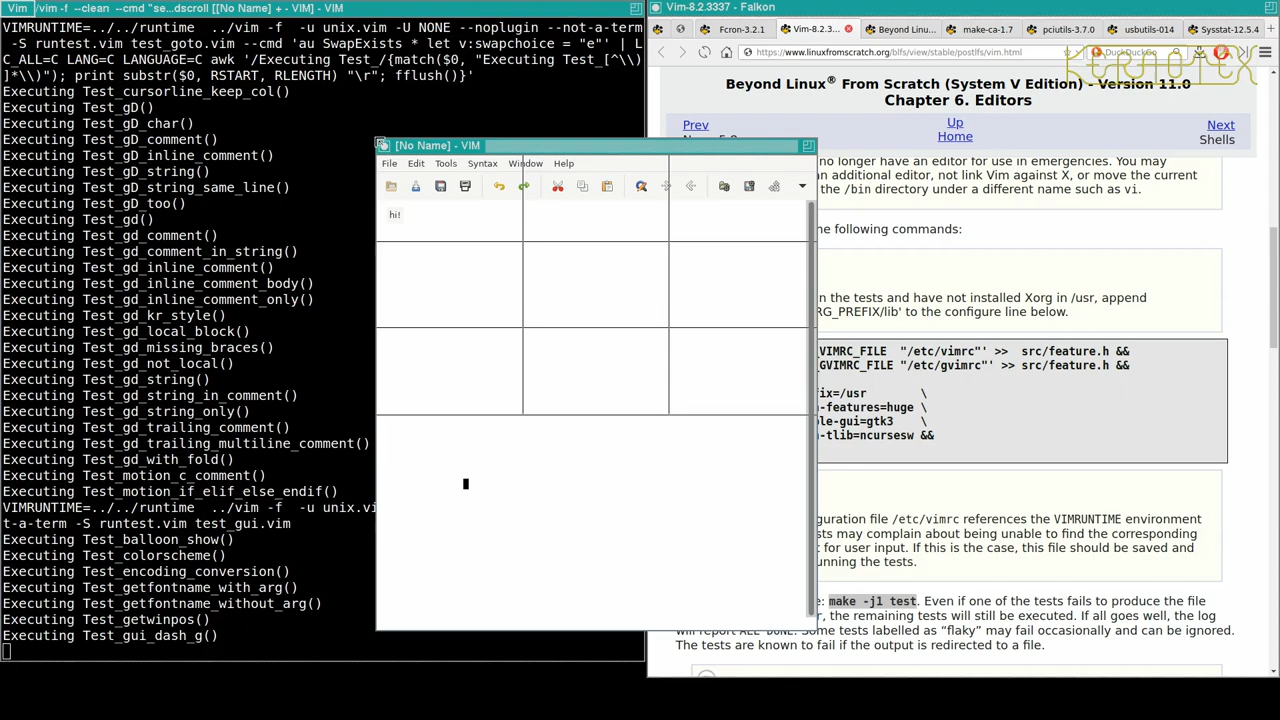 Vim /vim -f --clean --cmd "se...dscroll [[No Name] + - VIM] - VIM
VIMRUNTIME=../../runtime  ../vim -f  -u unix.vim -U NONE --noplugin --not-a-term
 -S runtest.vim test_goto.vim --cmd 'au SwapExists * let v:swapchoice = "e"' | L
C_ALL=C LANG=C LANGUAGE=C awk '/Executing Test_/{match($0, "Executing Test_[^\\)
]*\\)"); print substr($0, RSTART, RLENGTH) "\r"; fflush()}'
Executing Test_cursorline_keep_col()
Executing Test_gD()
Executing Test_gD_char()
Executing Test_gD_comment()
Executing Test_gD_inline_comment()
Executing Test_gD_string()
Executing Test_gD_string_same_line()
Executing Test_gD_too()
Executing Test_gd()
Executing Test_gd_comment()
Executing Test_gd_comment_in_string()
Executing Test_gd_inline_comment()
Executing Test_gd_inline_comment_body()
Executing Test_gd_inline_comment_only()
Executing Test_gd_kr_style()
Executing Test_gd_local_block()
Executing Test_gd_missing_braces()
Executing Test_gd_not_local()
Executing Test_gd_string()
Executing Test_gd_string_in_comment()
Executing Test_gd_string_only()
Executing Test_gd_trailing_comment()
Executing Test_gd_trailing_multiline_comment()
Executing Test_gd_with_fold()
Executing Test_motion_c_comment()
Executing Test_motion_if_elif_else_endif()
VIMRUNTIME=../../runtime  ../vim -f  -u unix.vi
t-a-term -S runtest.vim test_gui.vim
Executing Test_balloon_show()
Executing Test_colorscheme()
Executing Test_encoding_conversion()
Executing Test_getfontname_with_arg()
Executing Test_getfontname_without_arg()
Executing Test_getwinpos()
Executing Test_gui_dash_g()
[No Name] - VIM
File Edit Tools Syntax Window Help
hi!
Vim-8.2.3337 - Falkon
Fcron-3.2.1 Vim-8.2.3 Beyond Linux make-ca-1.7 pciutils-3.7.0 usbutils-014 Sysstat-12.5.4
https://www.linuxfromscratch.org/blfs/view/stable/postlfs/vim.html DuckDuckGo
KERNOTEX
Beyond Linux® From Scratch (System V Edition) - Version 11.0
Chapter 6. Editors
Prev Up Next
Home Shells
no longer have an editor for use in emergencies. You may
an additional editor, not link Vim against X, or move the current
the /bin directory under a different name such as vi.
the following commands:
n the tests and have not installed Xorg in /usr, append
RG_PREFIX/lib' to the configure line below.
_VIMRC_FILE  "/etc/vimrc"' >>  src/feature.h &&
GVIMRC_FILE "/etc/gvimrc"' >> src/feature.h &&
fix=/usr       \
-features=huge \
le-gui=gtk3    \
-tlib=ncursesw &&
guration file /etc/vimrc references the VIMRUNTIME environment
sts may complain about being unable to find the corresponding
for user input. If this is the case, this file should be saved and
unning the tests.
: make -j1 test. Even if one of the tests fails to produce the file
, the remaining tests will still be executed. If all goes well, the log
will report ALL DONE. Some tests labelled as “flaky” may fail occasionally and can be ignored.
The tests are known to fail if the output is redirected to a file.